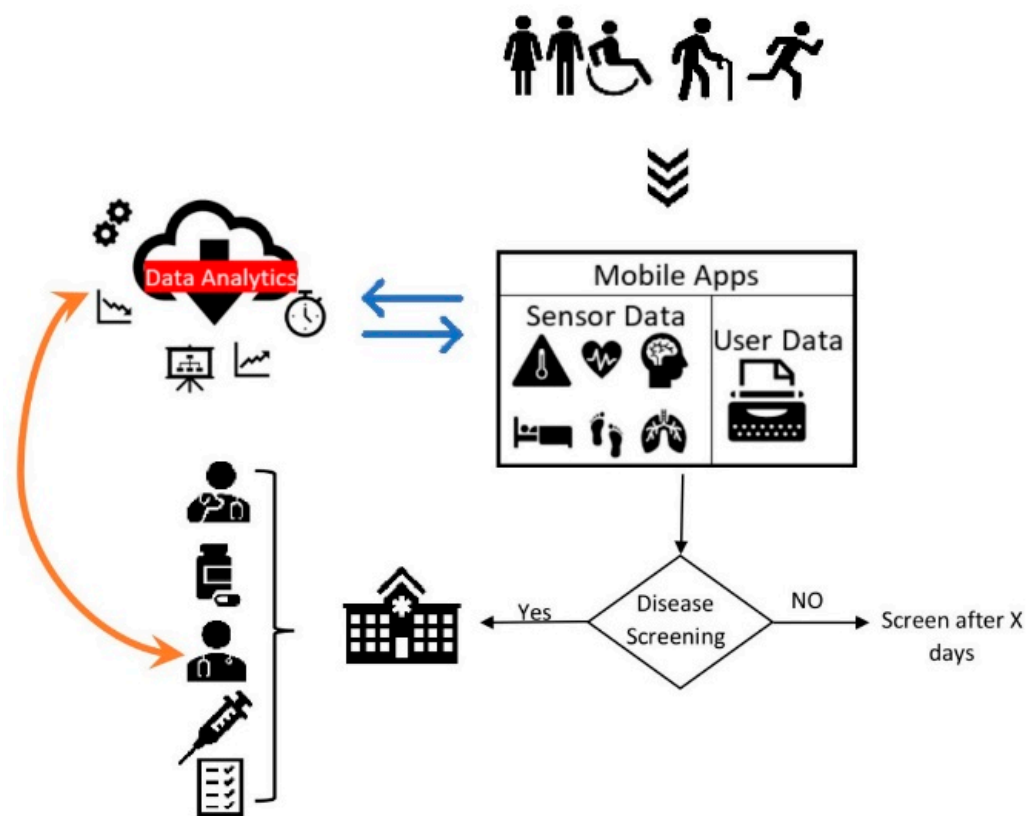 Data Analytics
Mobile Apps
Sensor Data
User Data
Yes
Disease
Screening
NO
Screen after X
days